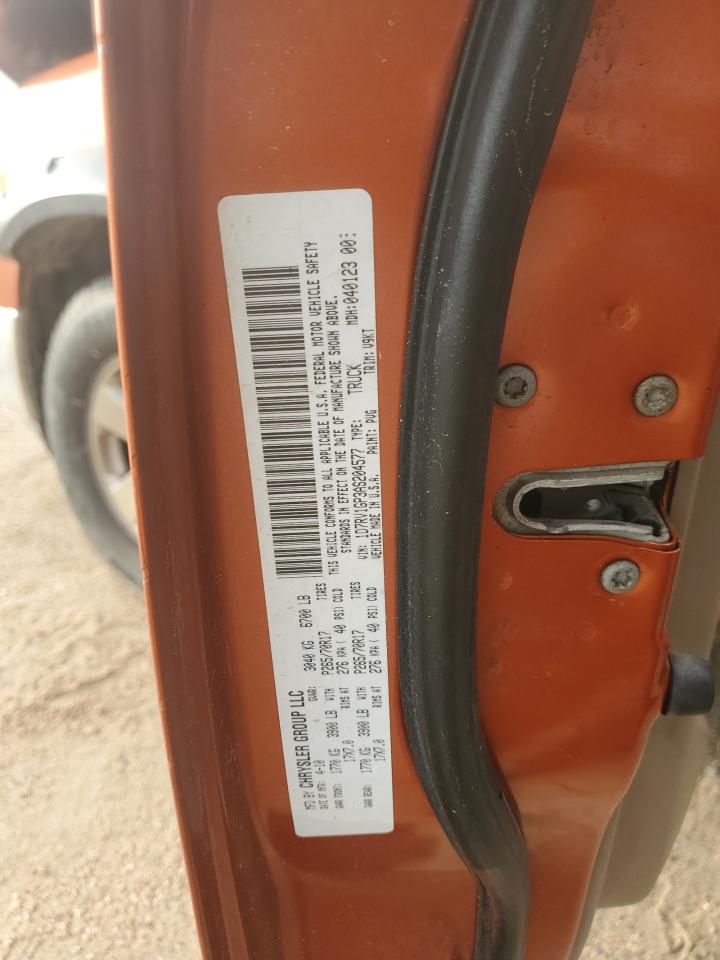 MFD BY CHRYSLER GROUP LLC
DATE OF MFR: 4-10 GVWR: 3040 KG 6700 LB
GAWR FRONT: 1770 KG 3900 LB WITH P265/70R17 TIRES
17X7.0 RIMS AT 276 KPA ( 40 PSI) COLD
GAWR REAR: 1770 KG 3900 LB WITH P265/70R17 TIRES
17X7.0 RIMS AT 276 KPA ( 40 PSI) COLD
THIS VEHICLE CONFORMS TO ALL APPLICABLE U.S.A. FEDERAL MOTOR VEHICLE SAFETY
STANDARDS IN EFFECT ON THE DATE OF MANUFACTURE SHOWN ABOVE.
VIN: 1D7RV1GP3AS204577 TYPE: TRUCK MDH:040123 00:
VEHICLE MADE IN U.S.A. PAINT: PVG TRIM: V9KT